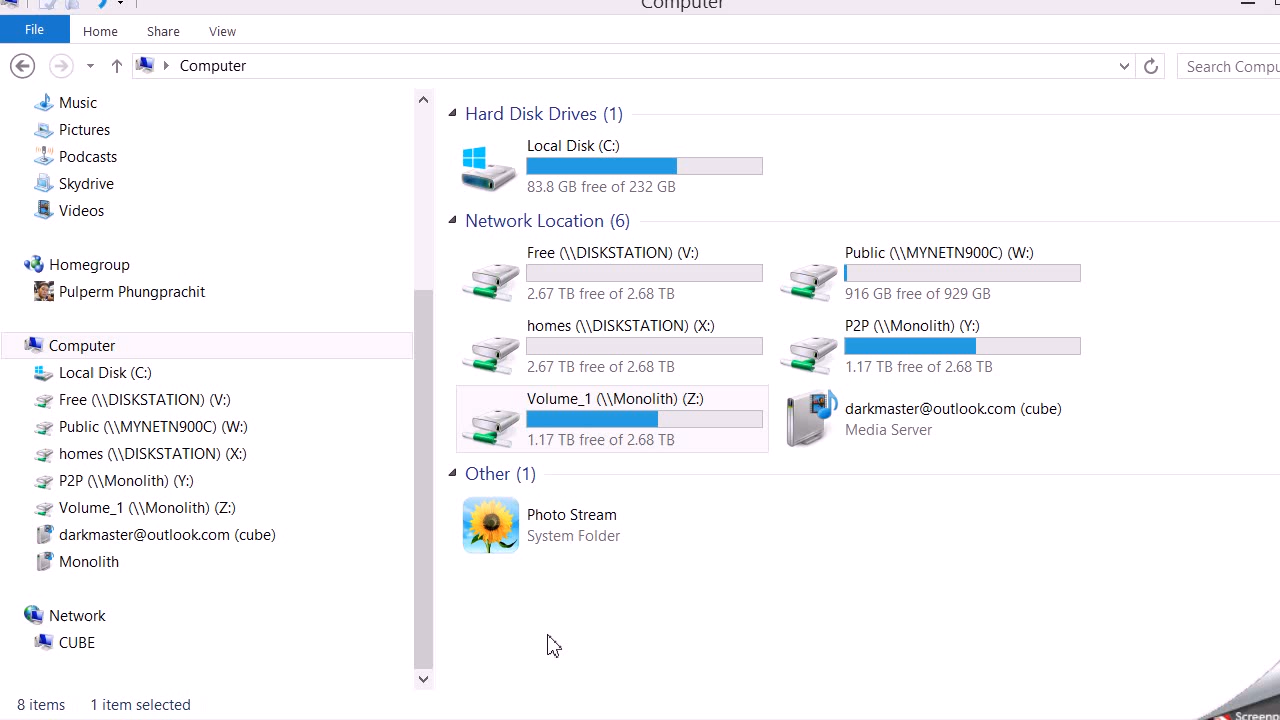 Computer
File
Home
Share
View
Computer
Search Compu
Music
Pictures
Podcasts
Skydrive
Videos
Homegroup
Pulperm Phungprachit
Computer
Local Disk (C:)
Free (\\DISKSTATION) (V:)
Public (\\MYNETN900C) (W:)
homes (\\DISKSTATION) (X:)
P2P (\\Monolith) (Y:)
Volume_1 (\\Monolith) (Z:)
darkmaster@outlook.com (cube)
Monolith
Network
CUBE
Hard Disk Drives (1)
Local Disk (C:)
83.8 GB free of 232 GB
Network Location (6)
Free (\\DISKSTATION) (V:)
2.67 TB free of 2.68 TB
Public (\\MYNETN900C) (W:)
916 GB free of 929 GB
homes (\\DISKSTATION) (X:)
2.67 TB free of 2.68 TB
P2P (\\Monolith) (Y:)
1.17 TB free of 2.68 TB
Volume_1 (\\Monolith) (Z:)
1.17 TB free of 2.68 TB
darkmaster@outlook.com (cube)
Media Server
Other (1)
Photo Stream
System Folder
8 items
1 item selected